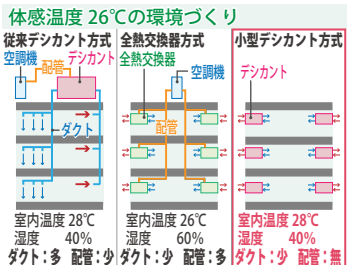 体感温度 26℃の環境づくり
従来デシカント方式
空調機
配管
デシカント
ダクト
室内温度 28℃
湿度 40%
ダクト：多 配管：少
全熱交換器方式
全熱交換器
空調機
配管
室内温度 26℃
湿度 60%
ダクト：少 配管：多
小型デシカント方式
デシカント
室内温度 28℃
湿度 40%
ダクト：少 配管：無